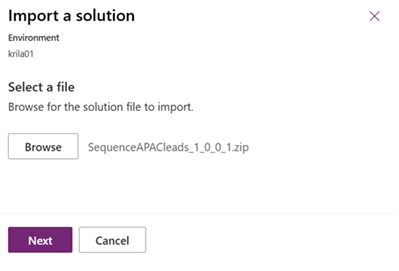 Import a solution
Environment
krila01
Select a file
Browse for the solution file to import.
Browse SequenceAPACleads_1_0_0_1.zip
Next Cancel